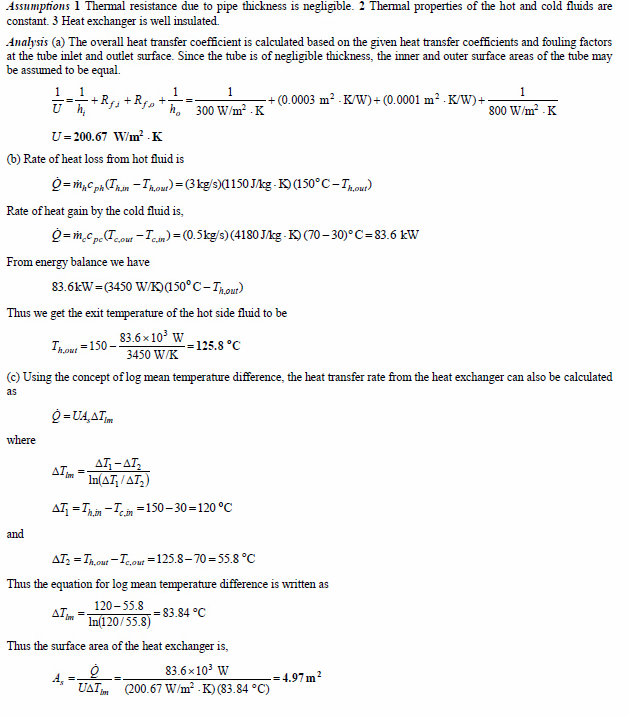 Assumptions 1 Thermal resistance due to pipe thickness is negligible. 2 Thermal properties of the hot and cold fluids are
constant. 3 Heat exchanger is well insulated.
Analysis (a) The overall heat transfer coefficient is calculated based on the given heat transfer coefficients and fouling factors
at the tube inlet and outlet surface. Since the tube is of negligible thickness, the inner and outer surface areas of the tube may
be assumed to be equal.
1/U = 1/h_i + R_f,i + R_f,o + 1/h_o = 1/(300 W/m² · K) + (0.0003 m² · K/W) + (0.0001 m² · K/W) + 1/(800 W/m² · K)
U = 200.67 W/m² · K
(b) Rate of heat loss from hot fluid is
Q̇ = ṁ_h c_ph (T_h,in − T_h,out) = (3 kg/s)(1150 J/kg · K)(150°C − T_h,out)
Rate of heat gain by the cold fluid is,
Q̇ = ṁ_c c_pc (T_c,out − T_c,in) = (0.5 kg/s)(4180 J/kg · K)(70 − 30)°C = 83.6 kW
From energy balance we have
83.6kW = (3450 W/K)(150°C − T_h,out)
Thus we get the exit temperature of the hot side fluid to be
T_h,out = 150 − (83.6 × 10³ W)/(3450 W/K) = 125.8 °C
(c) Using the concept of log mean temperature difference, the heat transfer rate from the heat exchanger can also be calculated
as
Q̇ = UA_s ΔT_lm
where
ΔT_lm = (ΔT₁ − ΔT₂)/(ln(ΔT₁ / ΔT₂))
ΔT₁ = T_h,in − T_c,in = 150 − 30 = 120 °C
and
ΔT₂ = T_h,out − T_c,out = 125.8 − 70 = 55.8 °C
Thus the equation for log mean temperature difference is written as
ΔT_lm = (120 − 55.8)/(ln(120 / 55.8)) = 83.84 °C
Thus the surface area of the heat exchanger is,
A_s = Q̇/(UΔT_lm) = (83.6 × 10³ W)/((200.67 W/m² · K)(83.84 °C)) = 4.97 m²